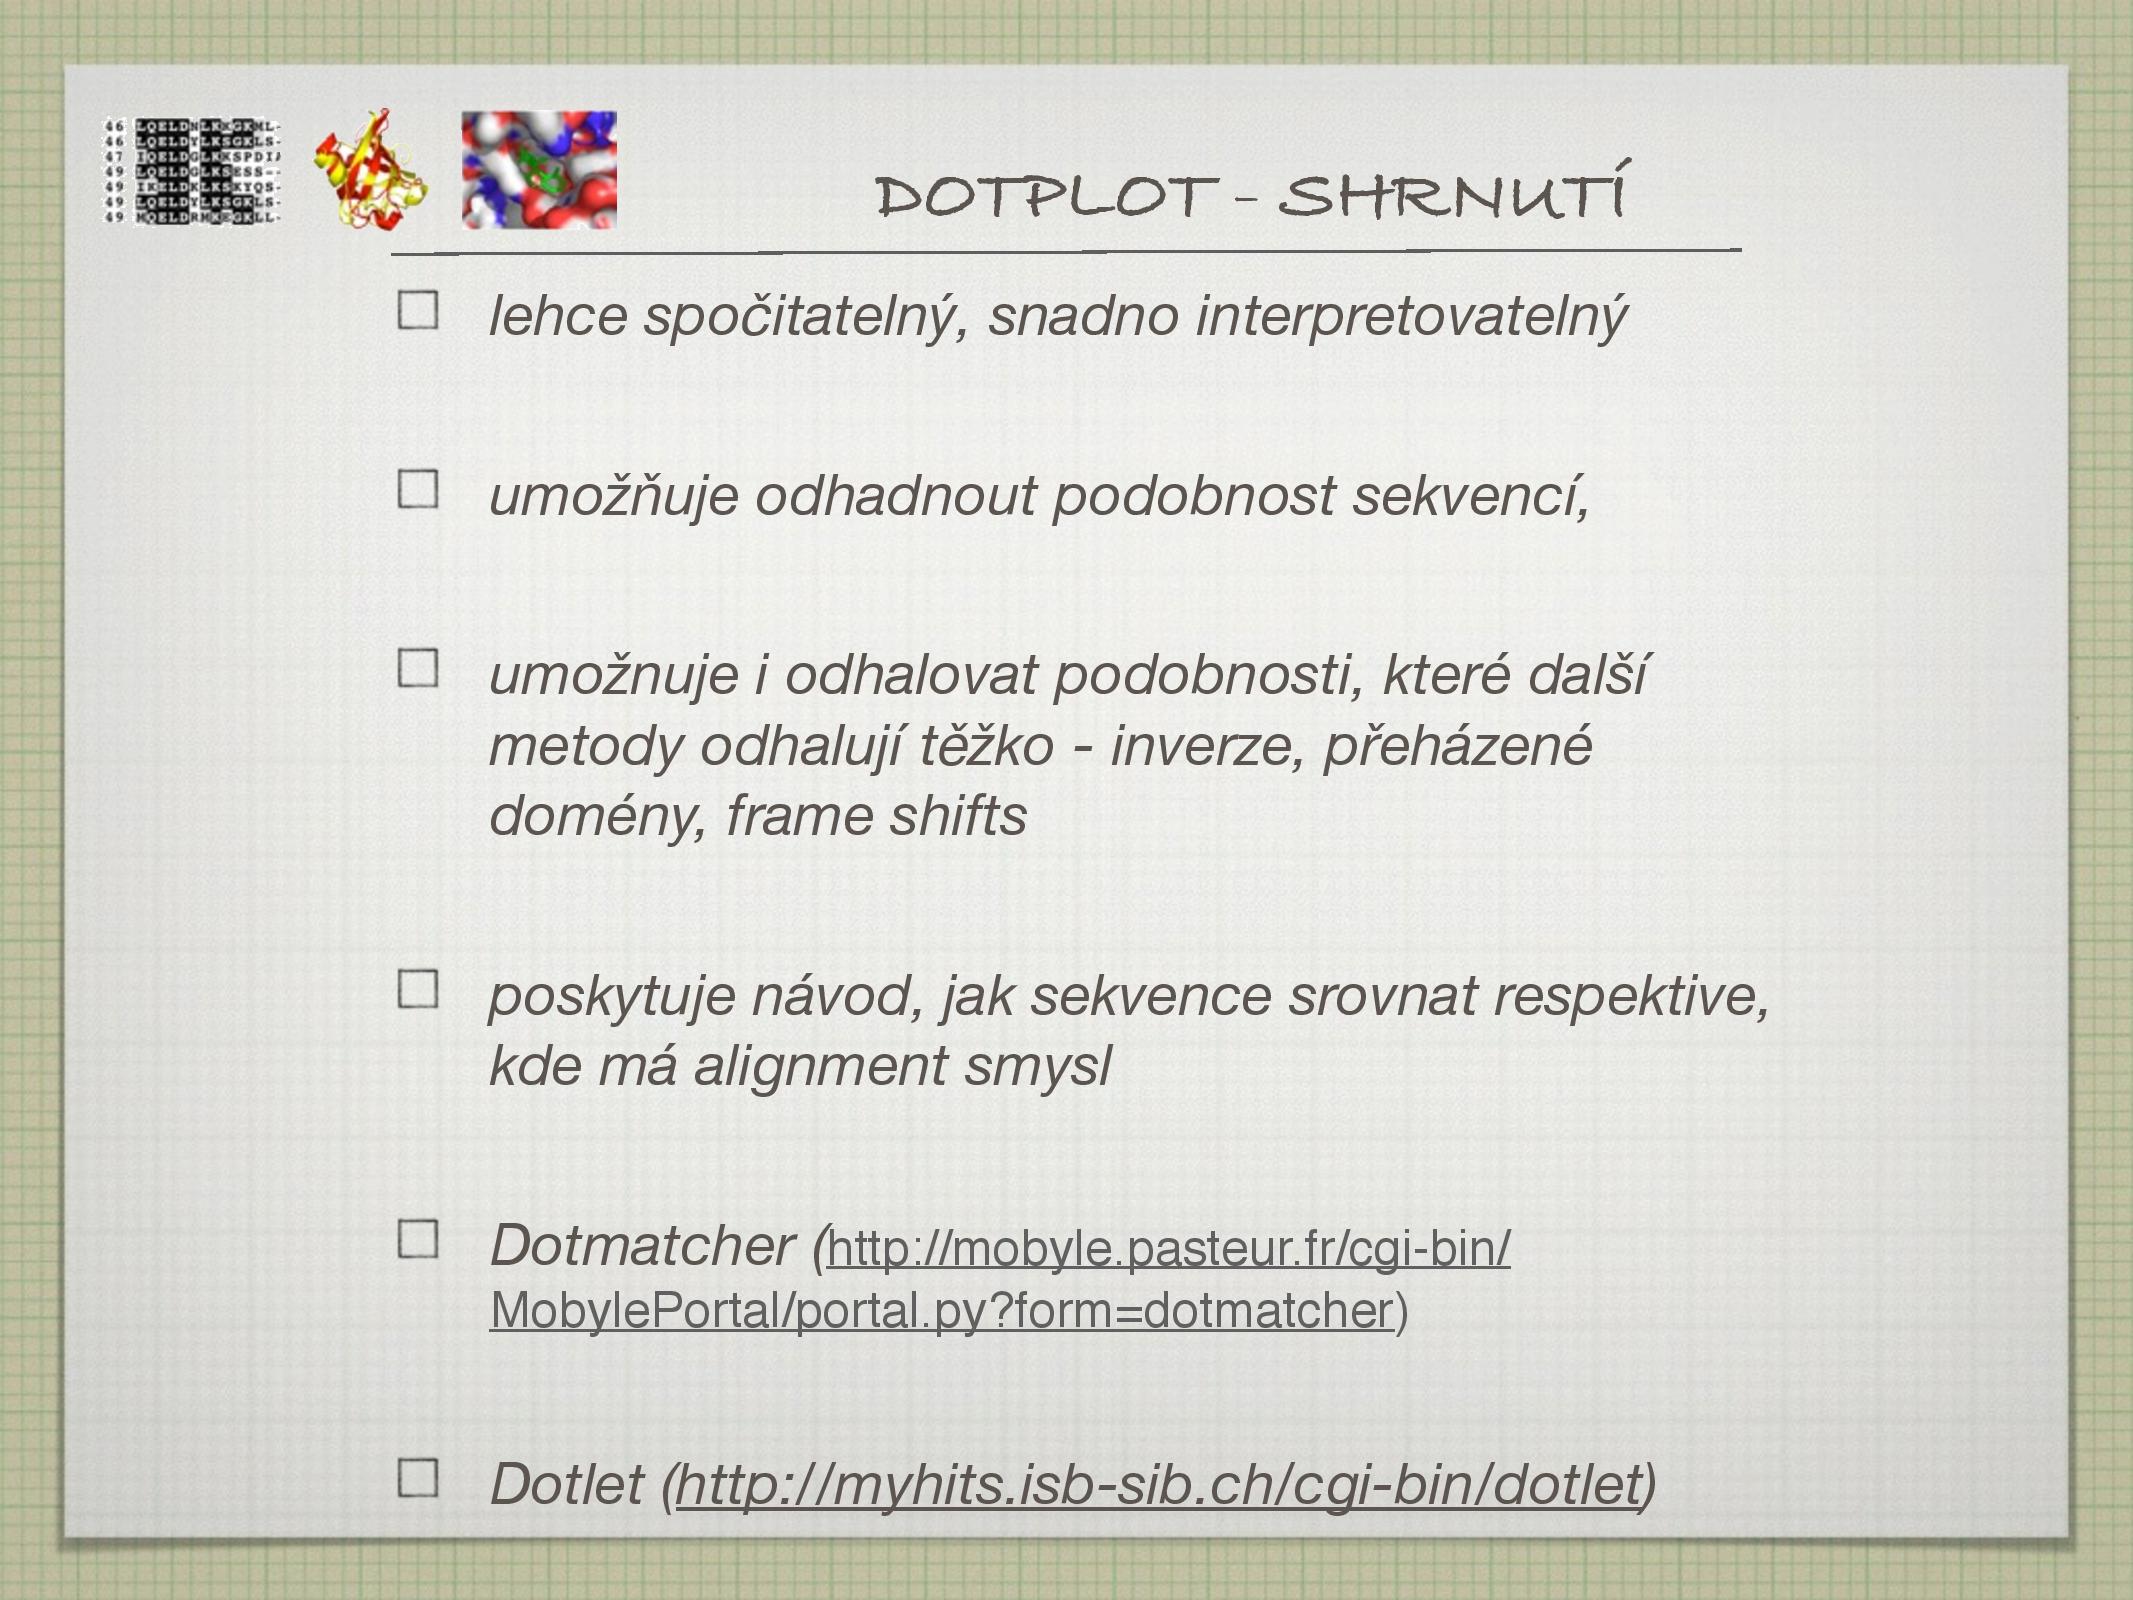 46 LQELDNLKKGKML-
46 LQELDYLKSGKLS-
47 IQELDGLKKSPDI
49 LQELDGLKSESS--
49 IKELDKLKSKYQS-
49 LQELDYLKSGKLS-
49 MQELDRMKEGKLL-
DOTPLOT - SHRNUTÍ
lehce spočitatelný, snadno interpretovatelný
umožňuje odhadnout podobnost sekvencí,
umožnuje i odhalovat podobnosti, které další
metody odhalují těžko - inverze, přeházené
domény, frame shifts
poskytuje návod, jak sekvence srovnat respektive,
kde má alignment smysl
Dotmatcher (http://mobyle.pasteur.fr/cgi-bin/
MobylePortal/portal.py?form=dotmatcher)
Dotlet (http://myhits.isb-sib.ch/cgi-bin/dotlet)